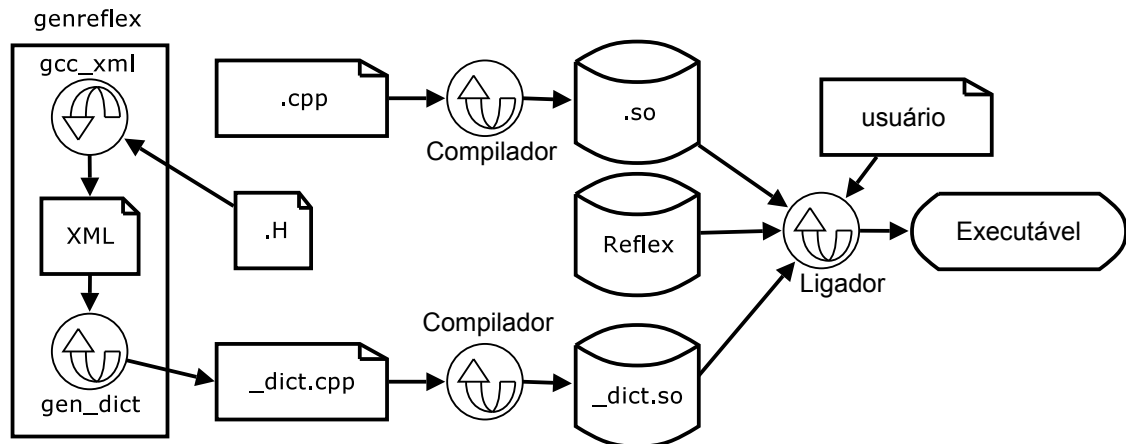 genreflex
gcc_xml
.cpp
Compilador
.so
usuário
XML
.H
Reflex
Ligador
Executável
gen_dict
_dict.cpp
Compilador
_dict.so